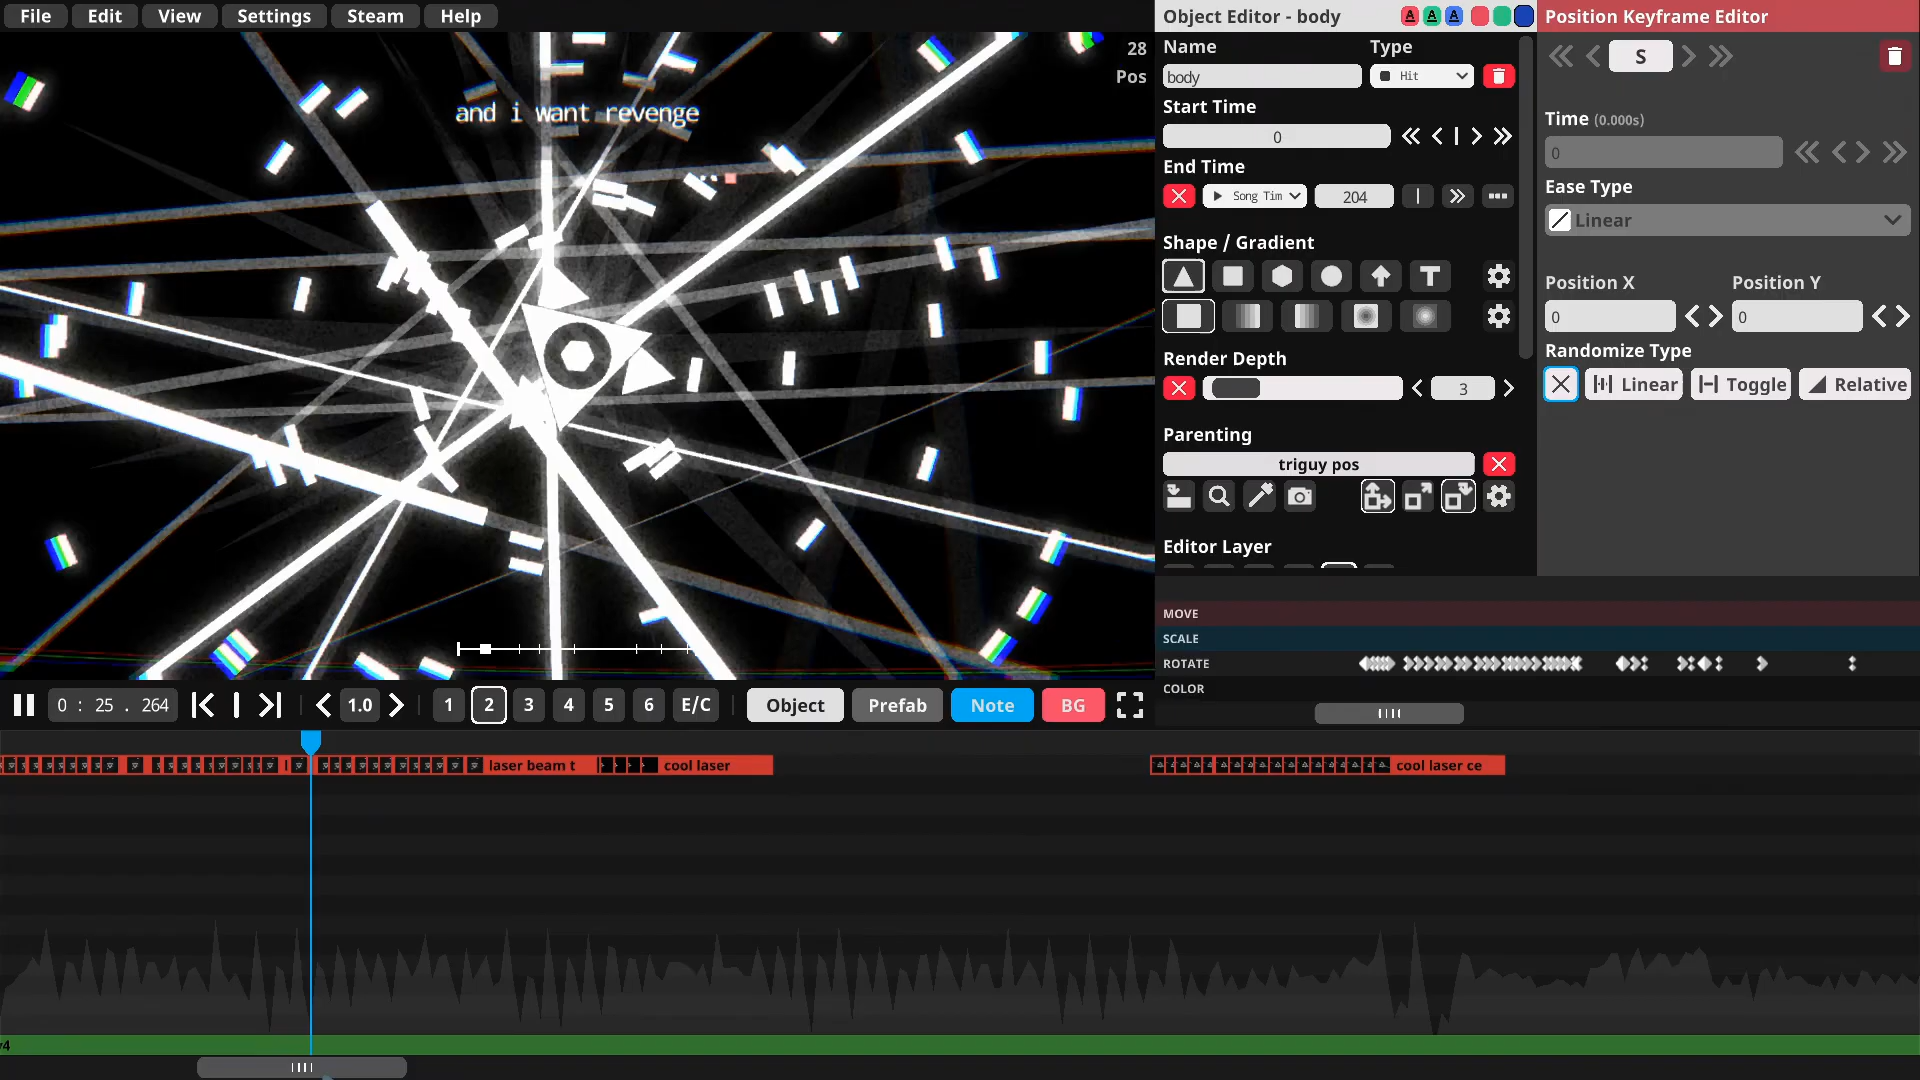 File Edit View Settings Steam Help
28
Pos
and i want revenge
Object Editor - body
A A A
Name Type
body Hit
Start Time
0
End Time
Song Tim 204
Shape / Gradient
T
Render Depth
3
Parenting
triguy pos
Editor Layer
Position Keyframe Editor
S
Time (0.000s)
0
Ease Type
Linear
Position X Position Y
0 0
Randomize Type
Linear Toggle Relative
MOVE
SCALE
ROTATE
COLOR
0 : 25 . 264 1.0 1 2 3 4 5 6 E/C Object Prefab Note BG
laser beam t cool laser cool laser ce